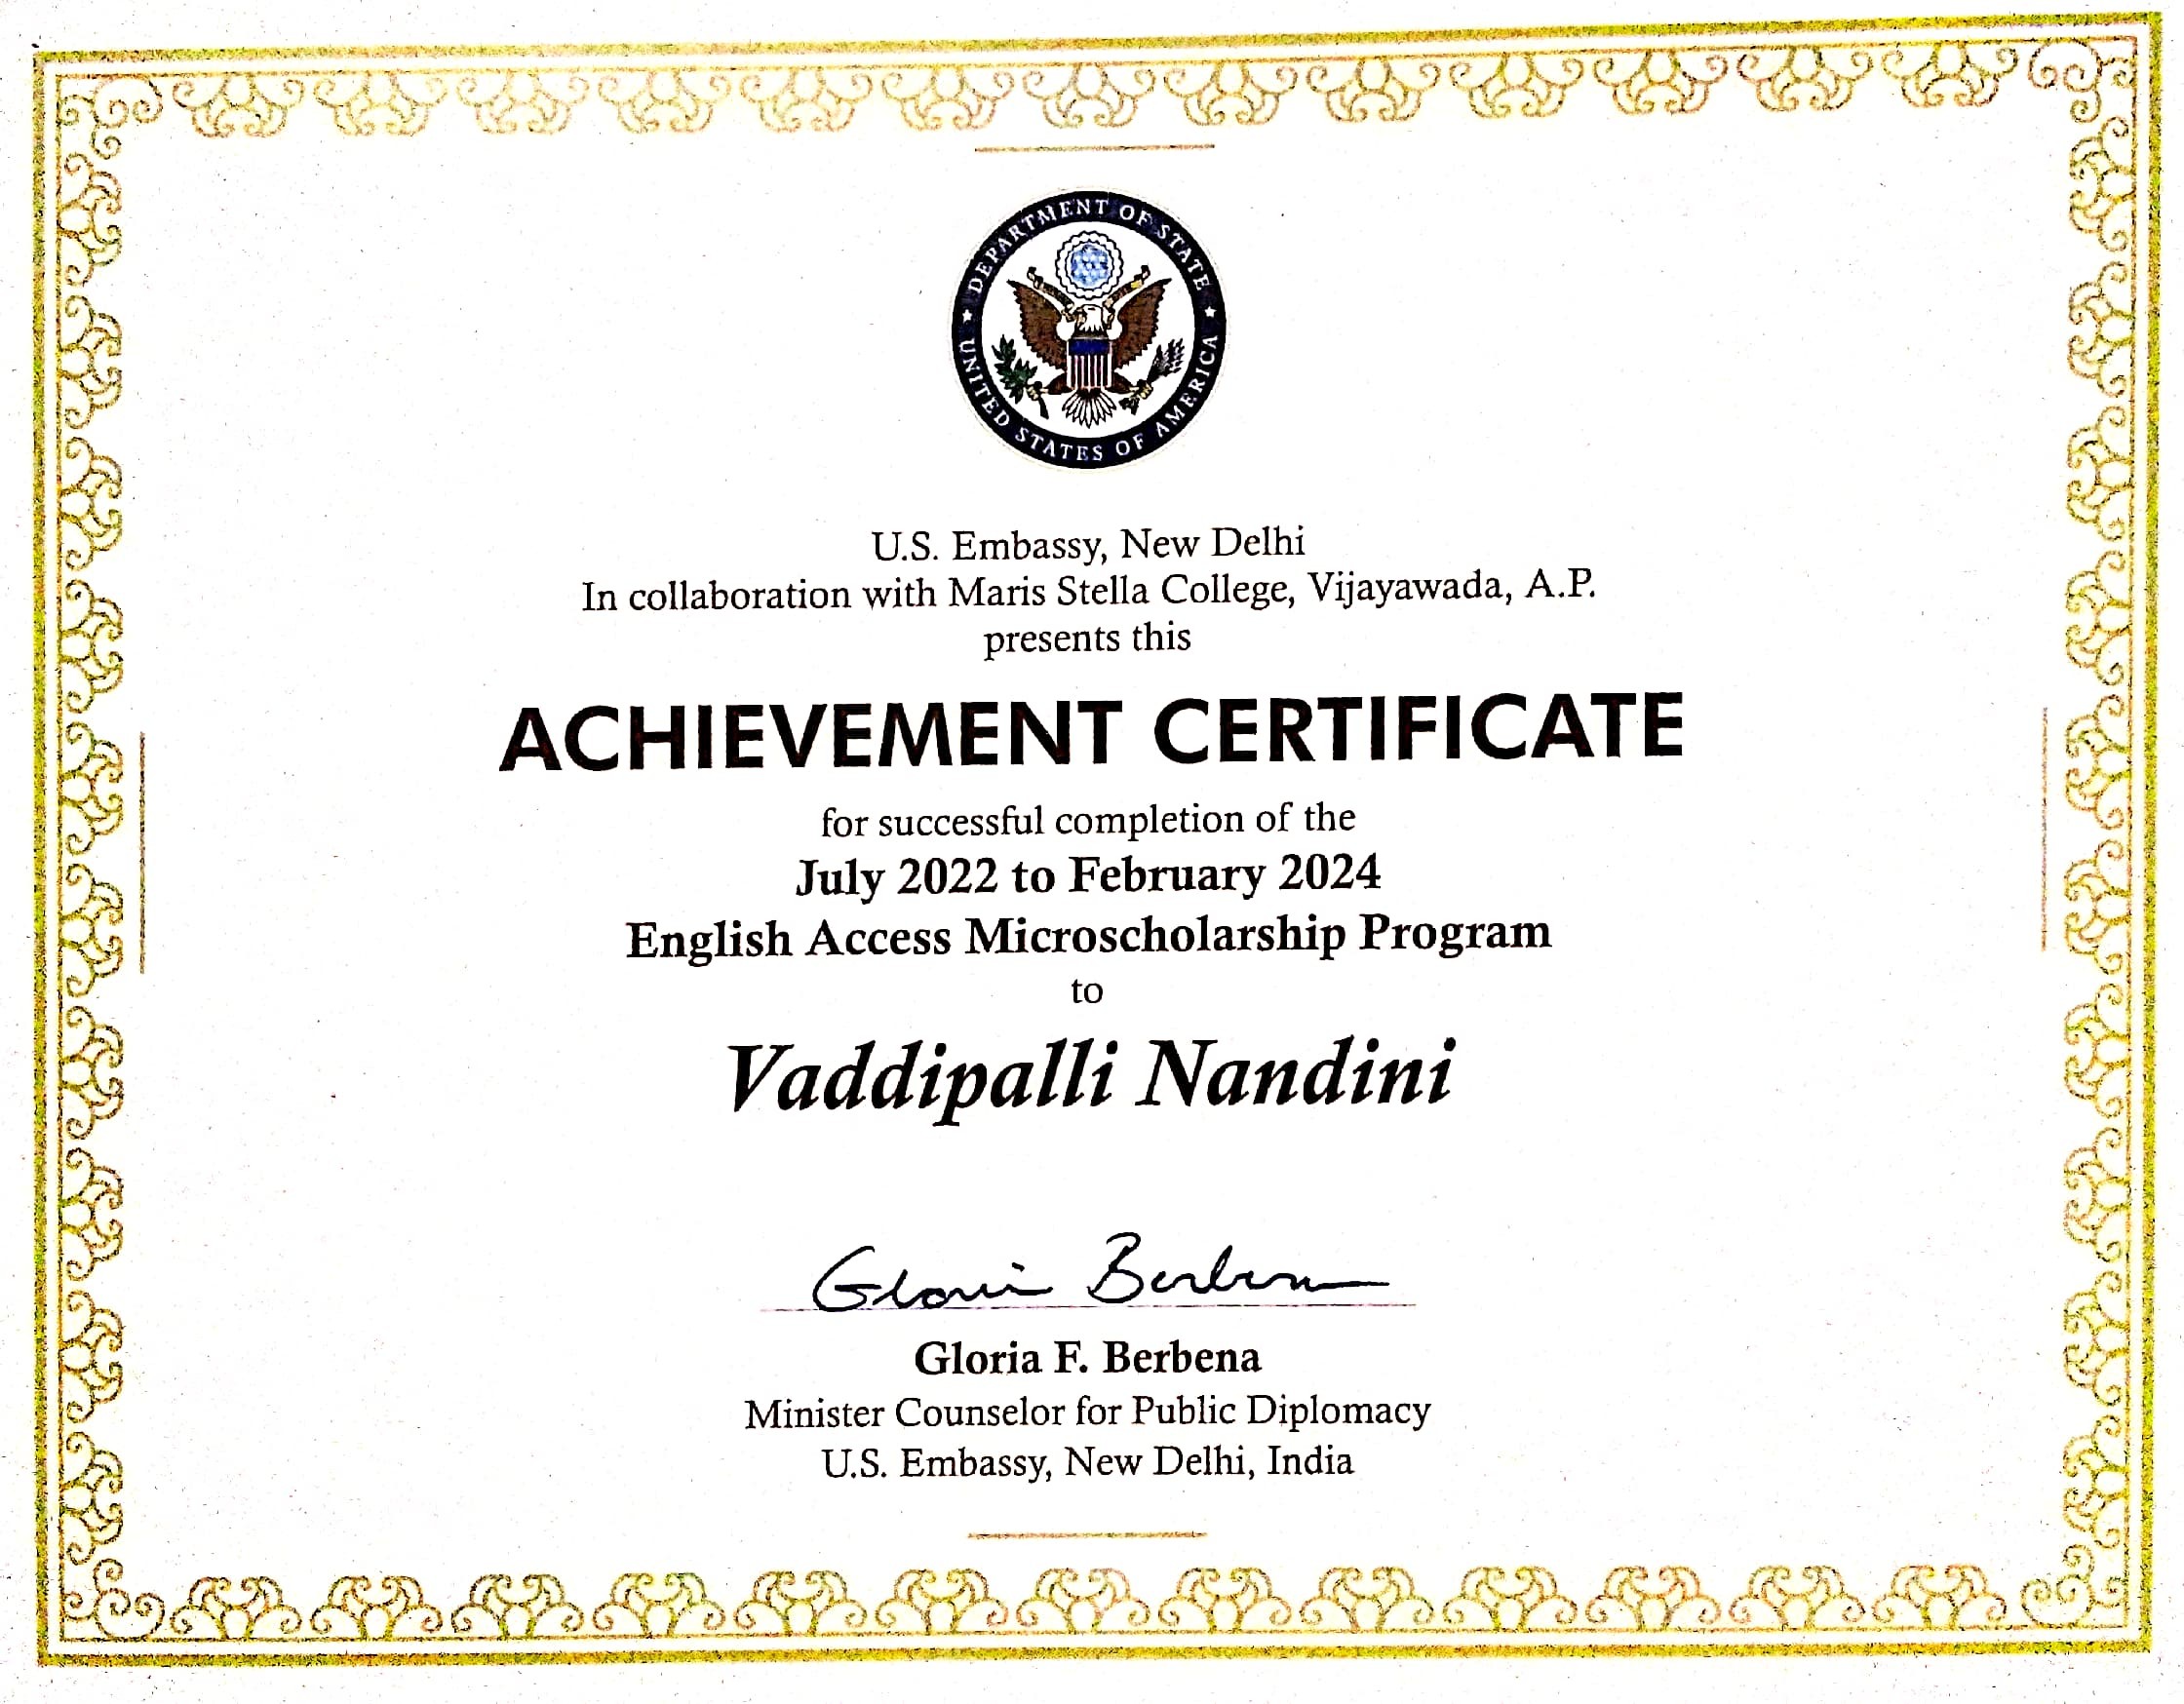 DEPARTMENT OF STATE
UNITED STATES OF AMERICA
U.S. Embassy, New Delhi
In collaboration with Maris Stella College, Vijayawada, A.P.
presents this
ACHIEVEMENT CERTIFICATE
for successful completion of the
July 2022 to February 2024
English Access Microscholarship Program
to
Vaddipalli Nandini
Gloria Berbena
Gloria F. Berbena
Minister Counselor for Public Diplomacy
U.S. Embassy, New Delhi, India